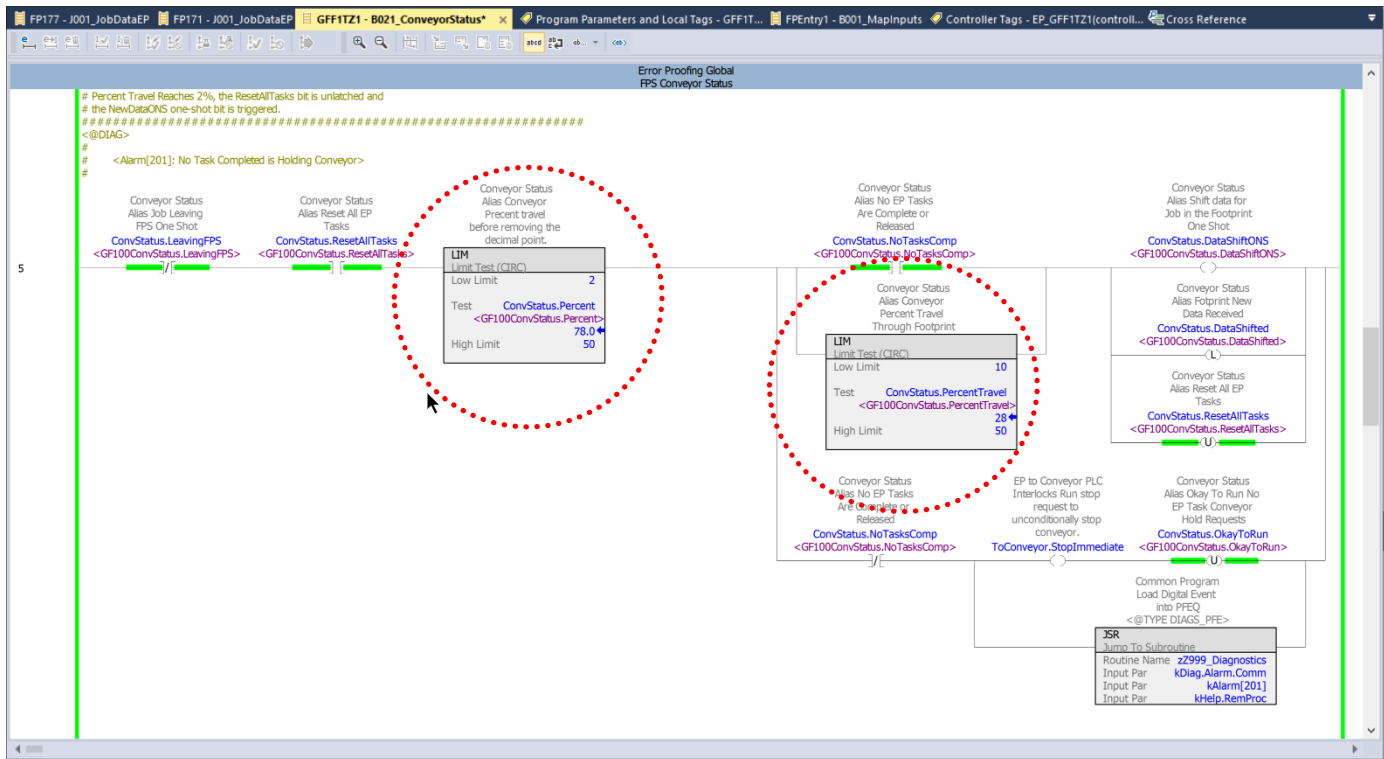 FP177 - J001_JobDataEP
FP171 - J001_JobDataEP
GFF1TZ1 - B021_ConveyorStatus*
Program Parameters and Local Tags - GFF1T...
FPEntry1 - B001_MapInputs
Controller Tags - EP_GFF1TZ1(controll...
Cross Reference
Error Proofing Global
FPS Conveyor Status
# Percent Travel Reaches 2%, the ResetAllTasks bit is unlatched and
# the NewDataONS one-shot bit is triggered.
################################################################
<@DIAG>
#
# <Alarm[201]: No Task Completed is Holding Conveyor>
#
5
Conveyor Status
Alias Job Leaving
FPS One Shot
ConvStatus.LeavingFPS
<GF100ConvStatus.LeavingFPS>
Conveyor Status
Alias Reset All EP
Tasks
ConvStatus.ResetAllTasks
<GF100ConvStatus.ResetAllTasks>
Conveyor Status
Alias Conveyor
Precent travel
before removing the
decimal point.
LIM
Limit Test (CIRC)
Low Limit 2
Test ConvStatus.Percent
<GF100ConvStatus.Percent>
78.0
High Limit 50
Conveyor Status
Alias No EP Tasks
Are Complete or
Released
ConvStatus.NoTasksComp
<GF100ConvStatus.NoTasksComp>
Conveyor Status
Alias Conveyor
Percent Travel
Through Footprint
LIM
Limit Test (CIRC)
Low Limit 10
Test ConvStatus.PercentTravel
<GF100ConvStatus.PercentTravel>
28
High Limit 50
Conveyor Status
Alias No EP Tasks
Are Complete or
Released
ConvStatus.NoTasksComp
<GF100ConvStatus.NoTasksComp>
EP to Conveyor PLC
Interlocks Run stop
request to
unconditionally stop
conveyor.
ToConveyor.StopImmediate
Conveyor Status
Alias Shift data for
Job in the Footprint
One Shot
ConvStatus.DataShiftONS
<GF100ConvStatus.DataShiftONS>
Conveyor Status
Alias Fotprint New
Data Received
ConvStatus.DataShifted
<GF100ConvStatus.DataShifted>
L
Conveyor Status
Alias Reset All EP
Tasks
ConvStatus.ResetAllTasks
<GF100ConvStatus.ResetAllTasks>
U
Conveyor Status
Alias Okay To Run No
EP Task Conveyor
Hold Requests
ConvStatus.OkayToRun
<GF100ConvStatus.OkayToRun>
U
Common Program
Load Digital Event
into PFEQ
<@TYPE DIAGS_PFE>
JSR
Jump To Subroutine
Routine Name zZ999_Diagnostics
Input Par kDiag.Alarm.Comm
Input Par kAlarm[201]
Input Par kHelp.RemProc